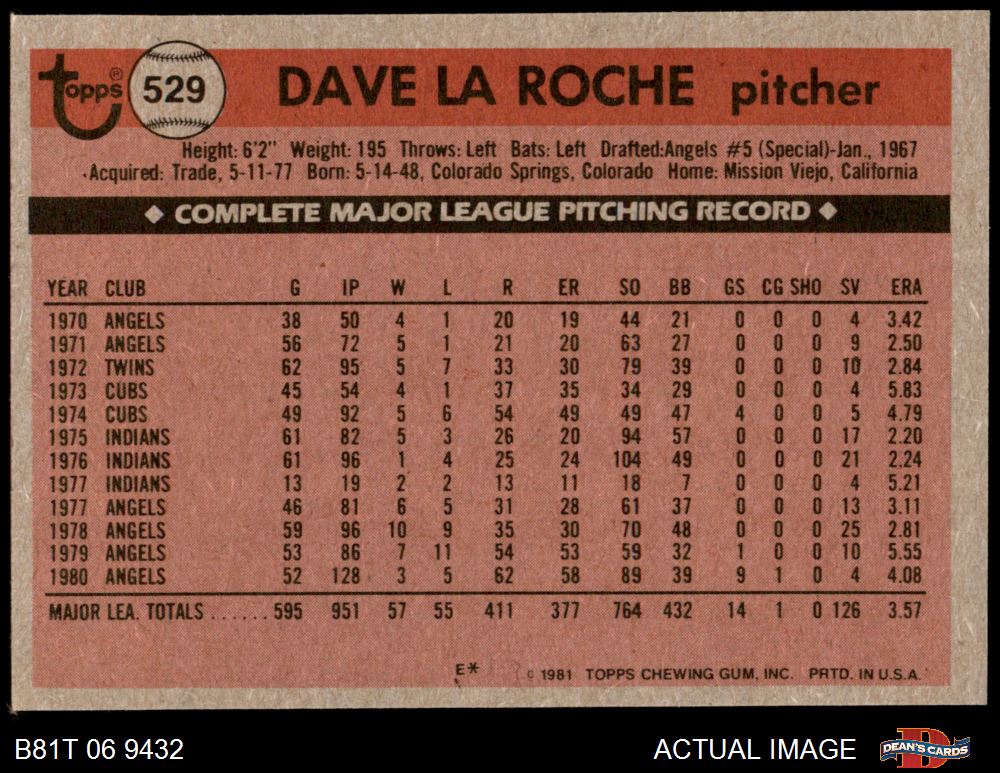 Topps® 529 DAVE LA ROCHE pitcher
Height: 6'2" Weight: 195 Throws: Left Bats: Left Drafted:Angels #5 (Special)-Jan., 1967
Acquired: Trade, 5-11-77 Born: 5-14-48, Colorado Springs, Colorado Home: Mission Viejo, California
◆ COMPLETE MAJOR LEAGUE PITCHING RECORD ◆
YEAR CLUB G IP W L R ER SO BB GS CG SHO SV ERA
1970 ANGELS 38 50 4 1 20 19 44 21 0 0 0 4 3.42
1971 ANGELS 56 72 5 1 21 20 63 27 0 0 0 9 2.50
1972 TWINS 62 95 5 7 33 30 79 39 0 0 0 10 2.84
1973 CUBS 45 54 4 1 37 35 34 29 0 0 0 4 5.83
1974 CUBS 49 92 5 6 54 49 49 47 4 0 0 5 4.79
1975 INDIANS 61 82 5 3 26 20 94 57 0 0 0 17 2.20
1976 INDIANS 61 96 1 4 25 24 104 49 0 0 0 21 2.24
1977 INDIANS 13 19 2 2 13 11 18 7 0 0 0 4 5.21
1977 ANGELS 46 81 6 5 31 28 61 37 0 0 0 13 3.11
1978 ANGELS 59 96 10 9 35 30 70 48 0 0 0 25 2.81
1979 ANGELS 53 86 7 11 54 53 59 32 1 0 0 10 5.55
1980 ANGELS 52 128 3 5 62 58 89 39 9 1 0 4 4.08
MAJOR LEA. TOTALS ...... 595 951 57 55 411 377 764 432 14 1 0 126 3.57
E* © 1981 TOPPS CHEWING GUM, INC. PRTD. IN U.S.A.
B81T 06 9432 ACTUAL IMAGE DEAN'S CARDS